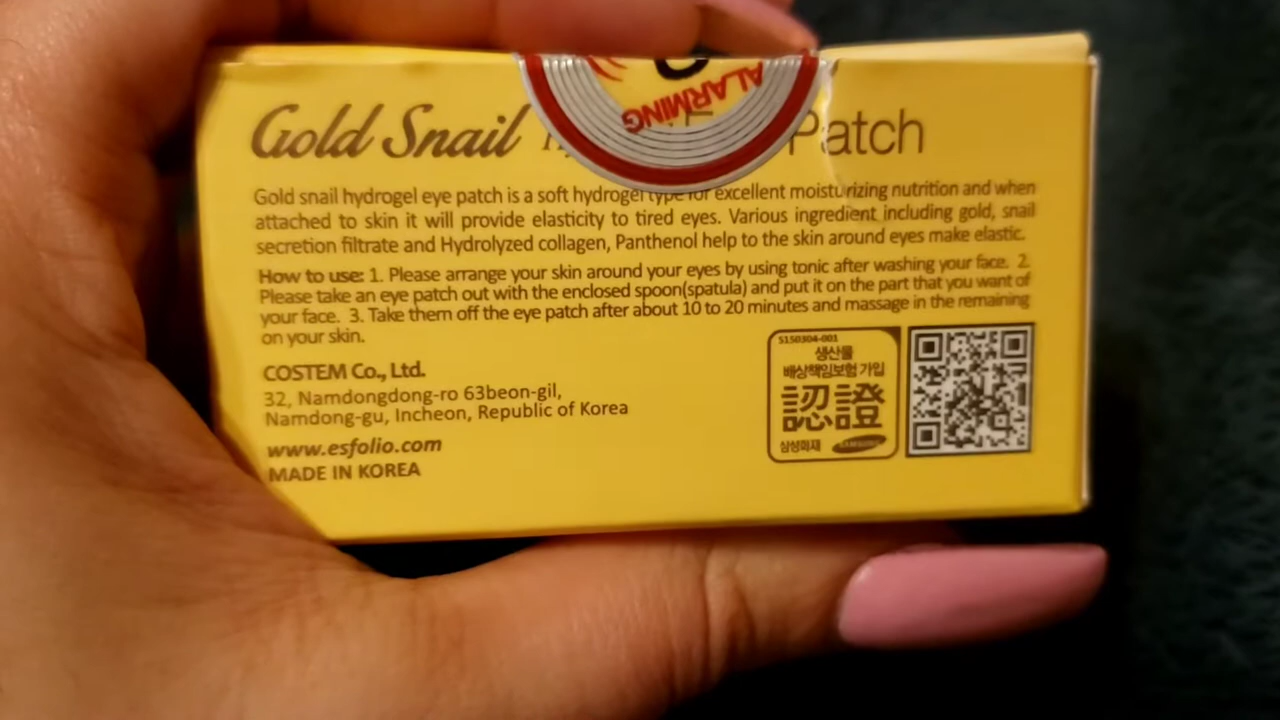 ALARMING
Gold Snail Patch
Gold snail hydrogel eye patch is a soft hydrogel type for excellent moisturizing nutrition and when
attached to skin it will provide elasticity to tired eyes. Various ingredient including gold, snail
secretion filtrate and Hydrolyzed collagen, Panthenol help to the skin around eyes make elastic.
How to use: 1. Please arrange your skin around your eyes by using tonic after washing your face. 2.
Please take an eye patch out with the enclosed spoon(spatula) and put it on the part that you want of
your face. 3. Take them off the eye patch after about 10 to 20 minutes and massage in the remaining
on your skin.
COSTEM Co., Ltd.
32, Namdongdong-ro 63beon-gil,
Namdong-gu, Incheon, Republic of Korea
www.esfolio.com
MADE IN KOREA
S150304-001
생산물
배상책임보험 가입
認證
삼성화재 SAMSUNG